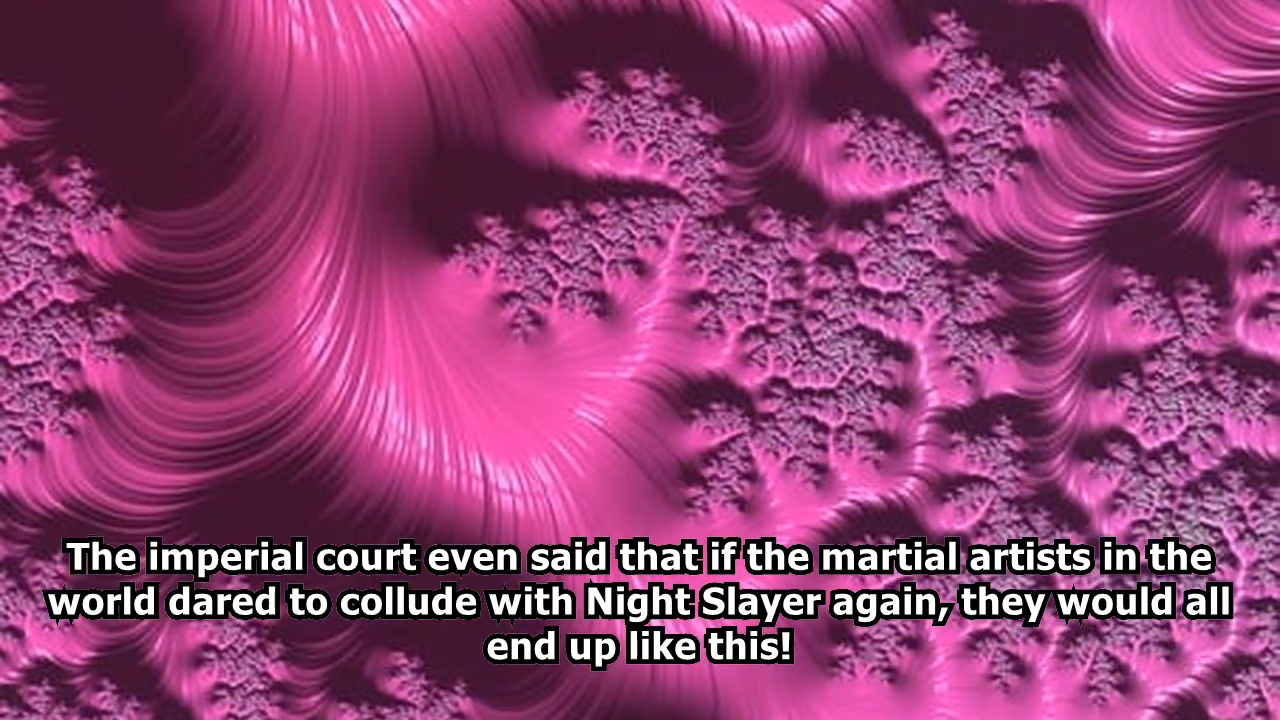 The imperial court even said that if the martial artists in the
world dared to collude with Night Slayer again, they would all
end up like this!